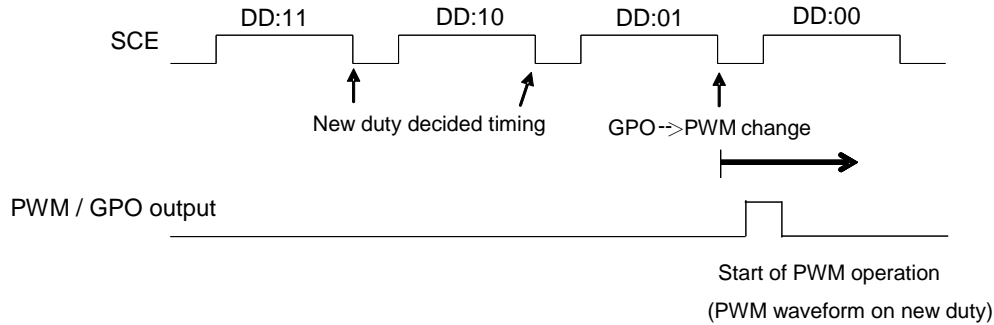 DD:11 DD:10 DD:01 DD:00
SCE
New duty decided timing
GPO-->PWM change
PWM / GPO output
Start of PWM operation
(PWM waveform on new duty)